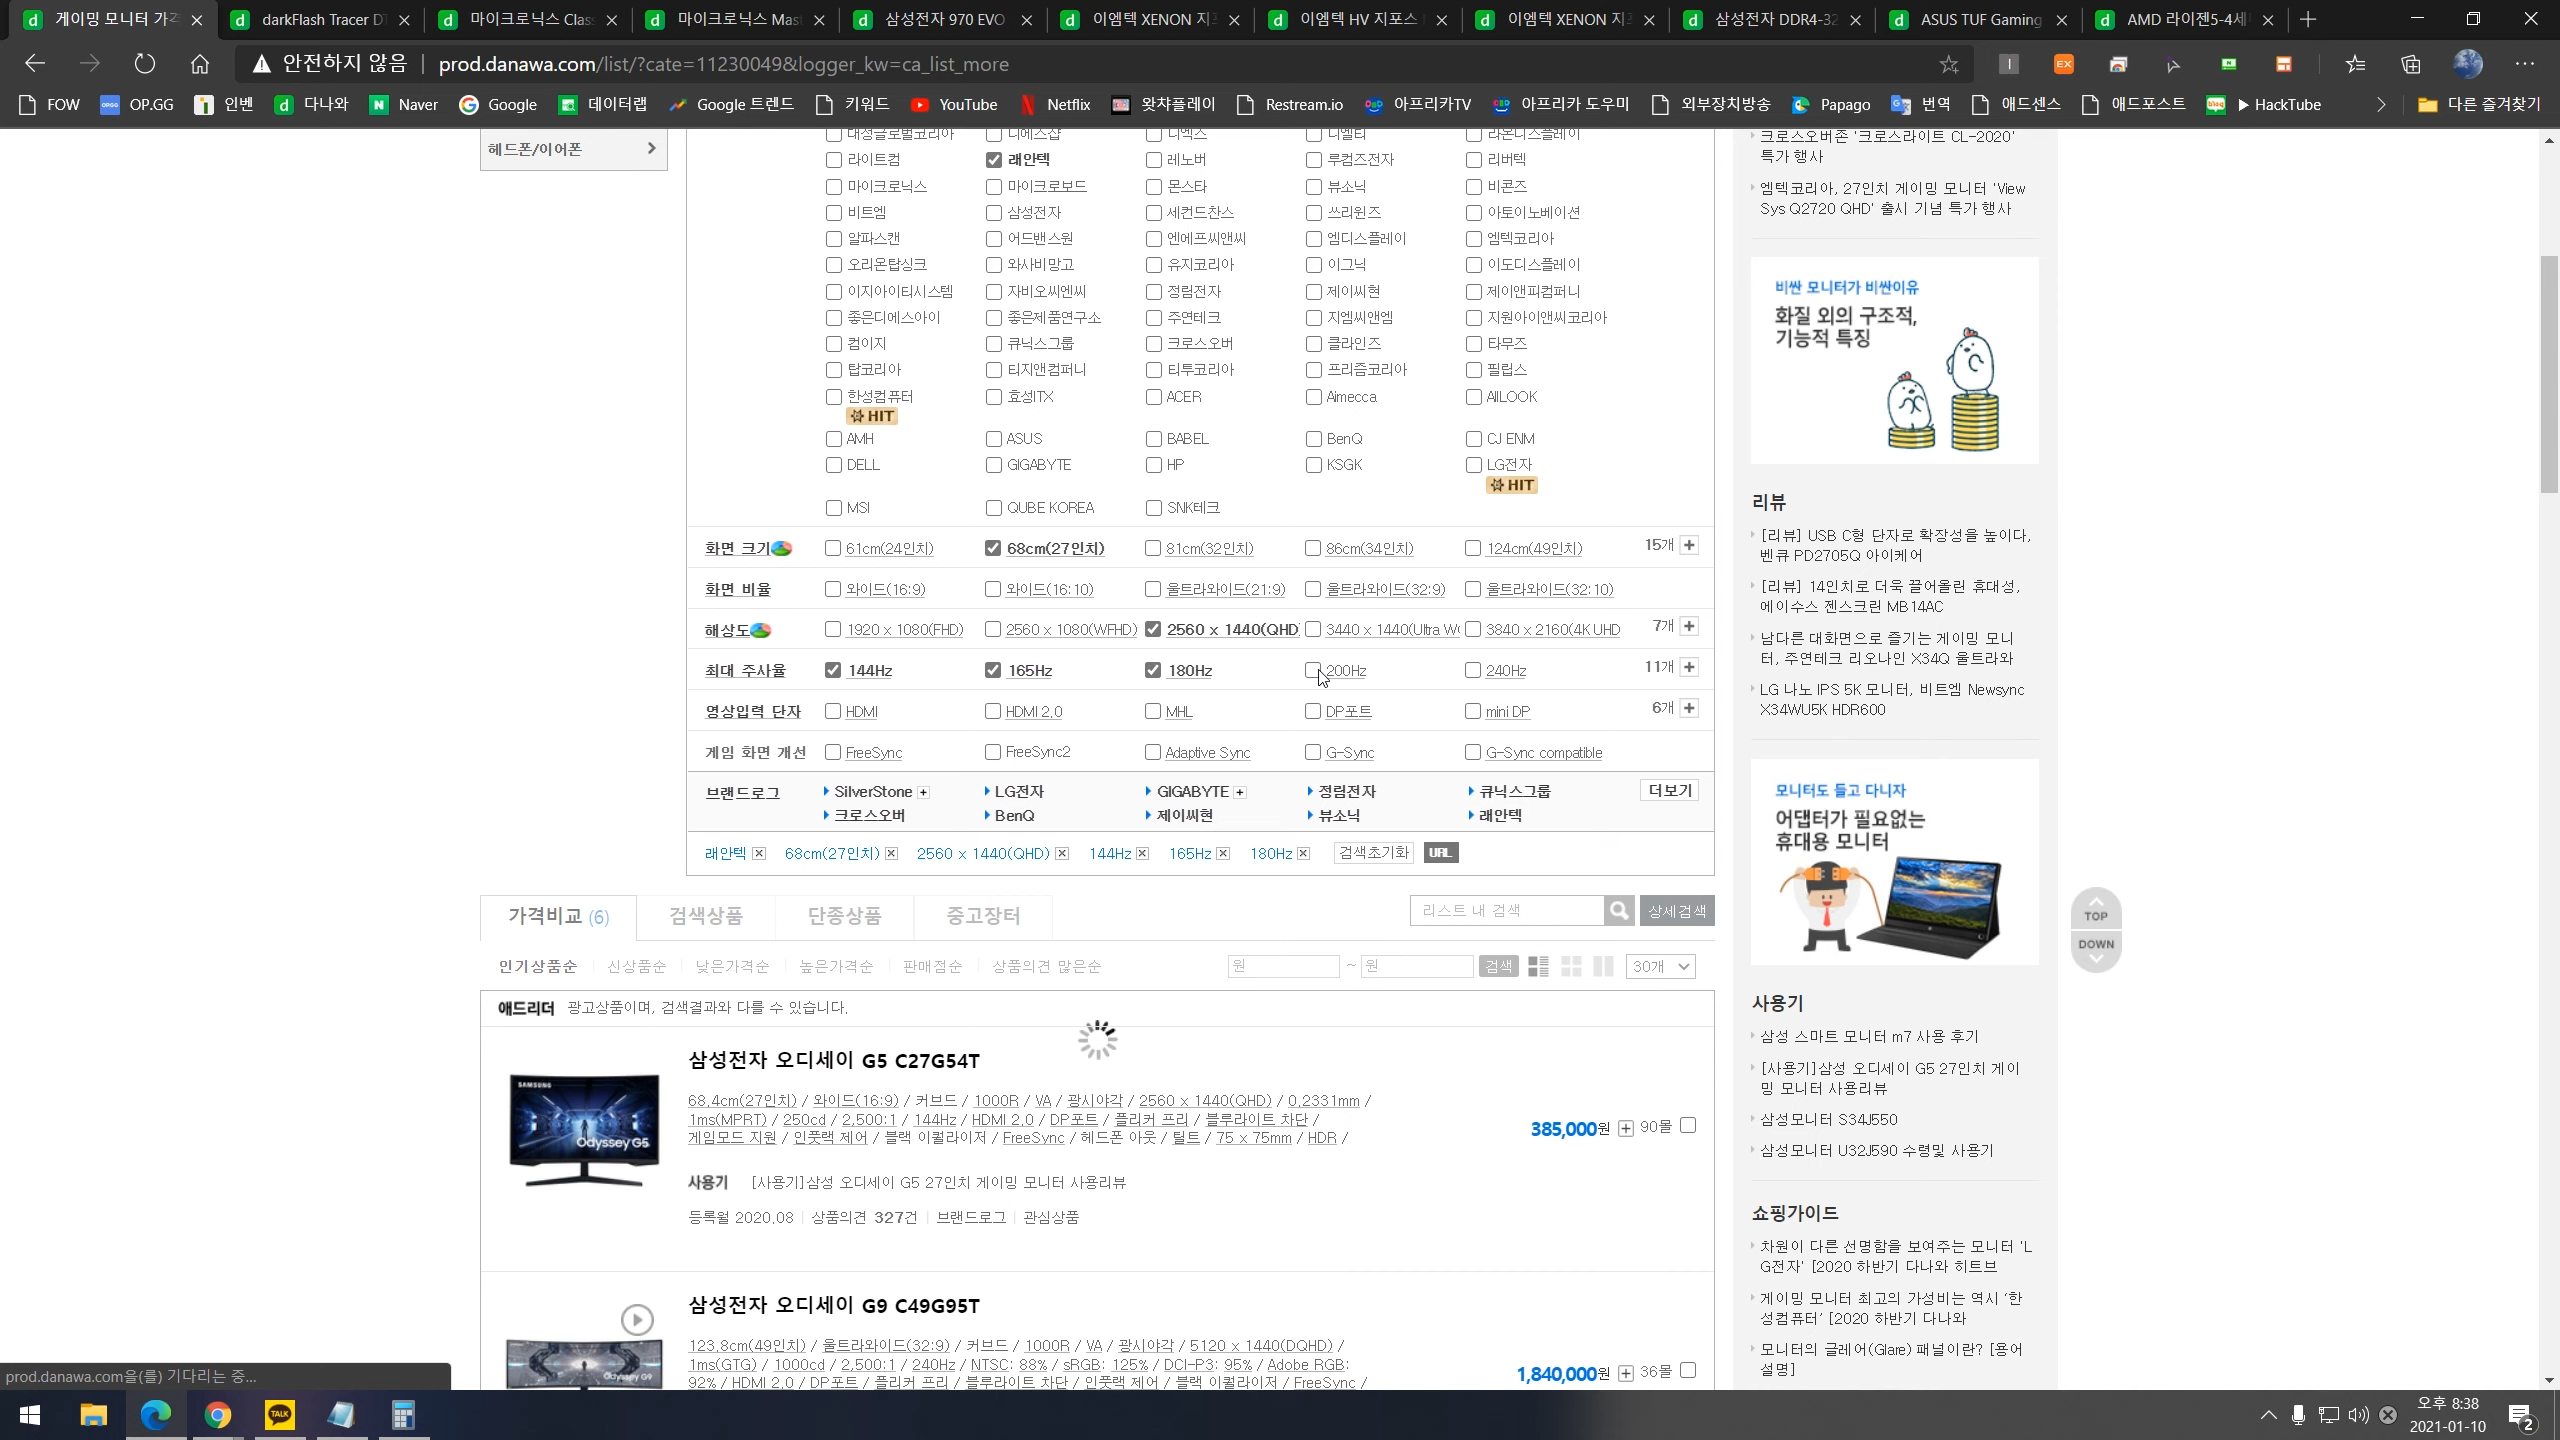 게이밍 모니터 가격
darkFlash Tracer DT
마이크로닉스 Class
마이크로닉스 Mast
삼성전자 970 EVO
이엠텍 XENON 지포
이엠텍 HV 지포스
이엠텍 XENON 지포
삼성전자 DDR4-32
ASUS TUF Gaming
AMD 라이젠5-4세
안전하지 않음 prod.danawa.com/list/?cate=11230049&logger_kw=ca_list_more
FOW OP.GG 인벤 다나와 Naver Google 데이터랩 Google 트렌드 키워드 YouTube Netflix 왓챠플레이 Restream.io 아프리카TV 아프리카 도우미 외부장치방송 Papago 번역 애드센스 애드포스트 ▶ HackTube 다른 즐겨찾기
헤드폰/이어폰
대성글로벌코리아 디에스샵 디엑스 디엘티 라온디스플레이
라이트컴 래안텍 레노버 루컴즈전자 리버텍
마이크로닉스 마이크로보드 몬스타 뷰소닉 비콘즈
비트엠 삼성전자 세컨드찬스 쓰리윈즈 아토이노베이션
알파스캔 어드밴스원 엔에프씨앤씨 엠디스플레이 엠텍코리아
오리온탑싱크 와사비망고 유지코리아 이그닉 이도디스플레이
이지아이티시스템 자비오씨엔씨 정림전자 제이씨현 제이앤피컴퍼니
좋은디에스아이 좋은제품연구소 주연테크 지엠씨앤엠 지원아이앤씨코리아
컴이지 큐닉스그룹 크로스오버 클라인즈 타무즈
탑코리아 티지앤컴퍼니 티투코리아 프리즘코리아 필립스
한성컴퓨터 효성ITX ACER Aimecca AILOOK
HIT
AMH ASUS BABEL BenQ CJ ENM
DELL GIGABYTE HP KSGK LG전자
HIT
MSI QUBE KOREA SNK테크
화면 크기 61cm(24인치) 68cm(27인치) 81cm(32인치) 86cm(34인치) 124cm(49인치) 15개
화면 비율 와이드(16:9) 와이드(16:10) 울트라와이드(21:9) 울트라와이드(32:9) 울트라와이드(32:10)
해상도 1920 x 1080(FHD) 2560 x 1080(WFHD) 2560 x 1440(QHD) 3440 x 1440(Ultra W 3840 x 2160(4K UHD 7개
최대 주사율 144Hz 165Hz 180Hz 200Hz 240Hz 11개
영상입력 단자 HDMI HDMI 2.0 MHL DP포트 mini DP 6개
게임 화면 개선 FreeSync FreeSync2 Adaptive Sync G-Sync G-Sync compatible
브랜드로그 SilverStone LG전자 GIGABYTE 정림전자 큐닉스그룹 더보기
크로스오버 BenQ 제이씨현 뷰소닉 래안텍
래안텍 68cm(27인치) 2560 x 1440(QHD) 144Hz 165Hz 180Hz 검색초기화 URL
가격비교 (6) 검색상품 단종상품 중고장터 리스트 내 검색 상세검색
인기상품순 신상품순 낮은가격순 높은가격순 판매점순 상품의견 많은순 원 ~ 원 검색 30개
애드리더 광고상품이며, 검색결과와 다를 수 있습니다.
삼성전자 오디세이 G5 C27G54T
SAMSUNG
Odyssey G5
68.4cm(27인치) / 와이드(16:9) / 커브드 / 1000R / VA / 광시야각 / 2560 x 1440(QHD) / 0.2331mm /
1ms(MPRT) / 250cd / 2,500:1 / 144Hz / HDMI 2.0 / DP포트 / 플리커 프리 / 블루라이트 차단 /
게임모드 지원 / 인풋랙 제어 / 블랙 이퀄라이저 / FreeSync / 헤드폰 아웃 / 틸트 / 75 x 75mm / HDR /
385,000원 90몰
사용기 [사용기]삼성 오디세이 G5 27인치 게이밍 모니터 사용리뷰
등록월 2020.08 상품의견 327건 브랜드로그 관심상품
삼성전자 오디세이 G9 C49G95T
Odyssey G9
123.8cm(49인치) / 울트라와이드(32:9) / 커브드 / 1000R / VA / 광시야각 / 5120 x 1440(DQHD) /
1ms(GTG) / 1000cd / 2,500:1 / 240Hz / NTSC: 88% / sRGB: 125% / DCI-P3: 95% / Adobe RGB:
92% / HDMI 2.0 / DP포트 / 플리커 프리 / 블루라이트 차단 / 인풋랙 제어 / 블랙 이퀄라이저 / FreeSync /
1,840,000원 36몰
크로스오버존 '크로스라이트 CL-2020'
특가 행사
엠텍코리아, 27인치 게이밍 모니터 'View
Sys Q2720 QHD' 출시 기념 특가 행사
비싼 모니터가 비싼이유
화질 외의 구조적,
기능적 특징
리뷰
[리뷰] USB C형 단자로 확장성을 높이다,
벤큐 PD2705Q 아이케어
[리뷰] 14인치로 더욱 끌어올린 휴대성,
에이수스 젠스크린 MB14AC
남다른 대화면으로 즐기는 게이밍 모니
터, 주연테크 리오나인 X34Q 울트라와
LG 나노 IPS 5K 모니터, 비트엠 Newsync
X34WU5K HDR600
모니터도 들고 다니자
어댑터가 필요없는
휴대용 모니터
TOP
DOWN
사용기
삼성 스마트 모니터 m7 사용 후기
[사용기]삼성 오디세이 G5 27인치 게이
밍 모니터 사용리뷰
삼성모니터 S34J550
삼성모니터 U32J590 수령및 사용기
쇼핑가이드
차원이 다른 선명함을 보여주는 모니터 'L
G전자' [2020 하반기 다나와 히트브
게이밍 모니터 최고의 가성비는 역시 '한
성컴퓨터' [2020 하반기 다나와
모니터의 글레어(Glare) 패널이란? [용어
설명]
prod.danawa.com을(를) 기다리는 중...
TALK
오후 8:38
2021-01-10
2